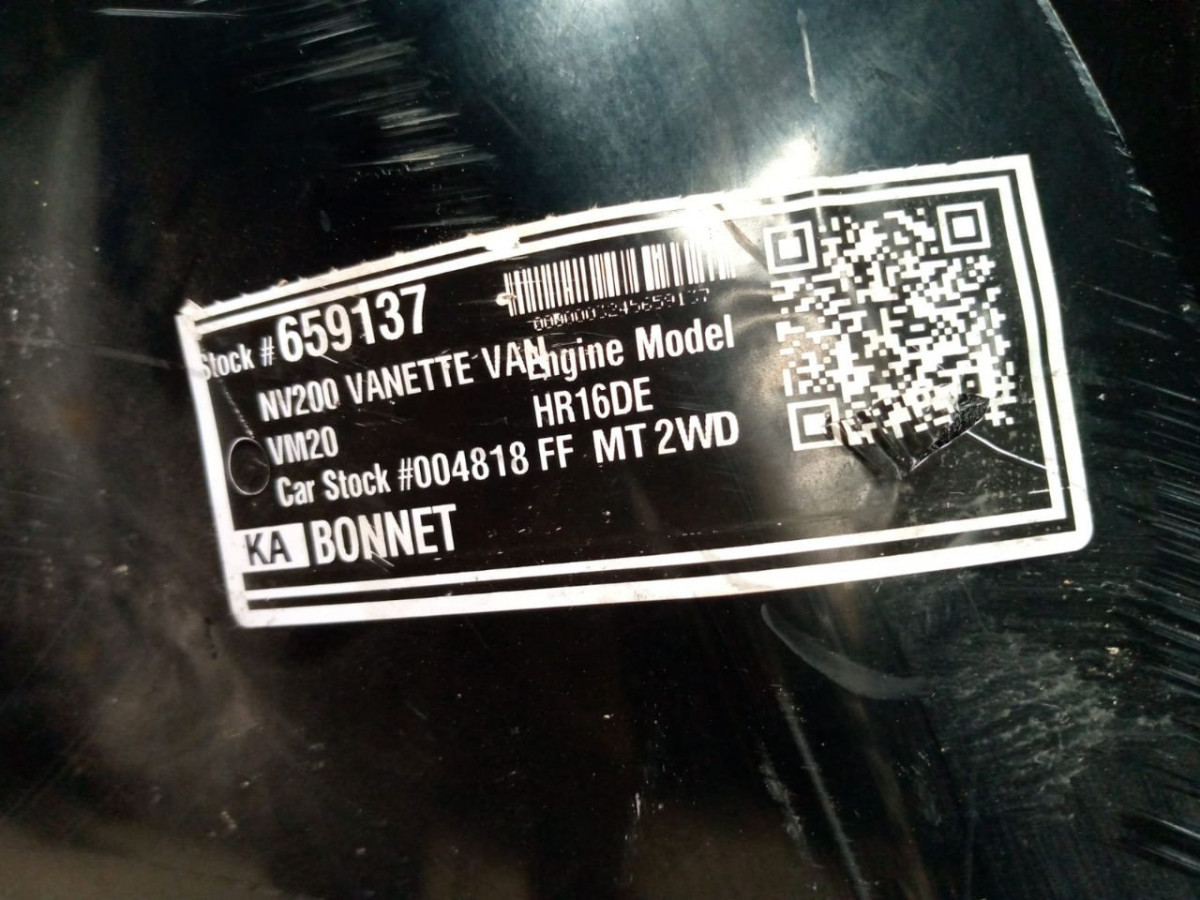 Stock #659137
NV200 VANETTE VAN
Engine Model
VM20
HR16DE
Car Stock #004818 FF MT 2WD
KA BONNET